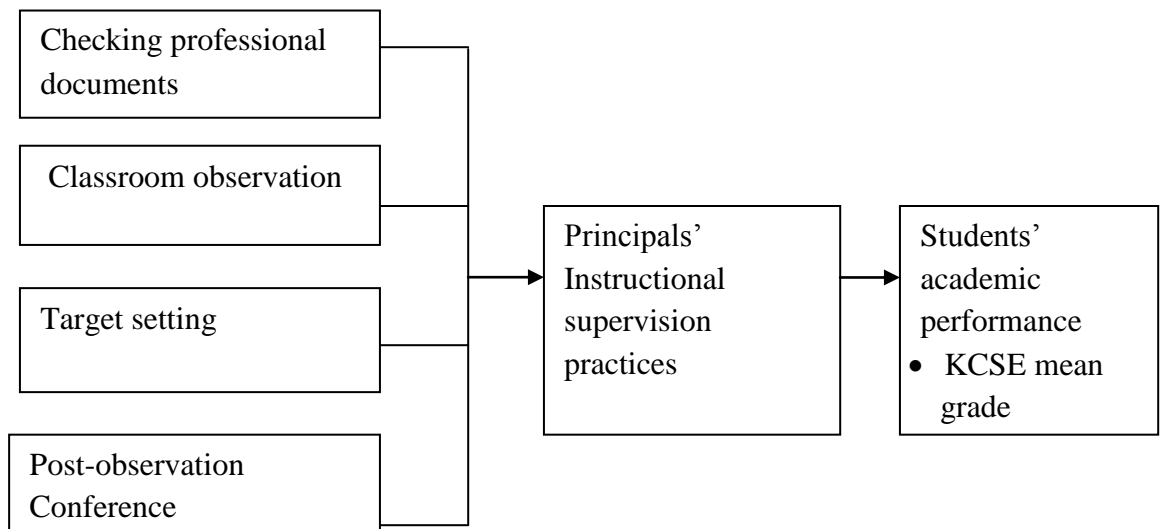 Checking professional
documents
Classroom observation
Target setting
Post-observation
Conference
Principals’
Instructional
supervision
practices
Students’
academic
performance
• KCSE mean
grade